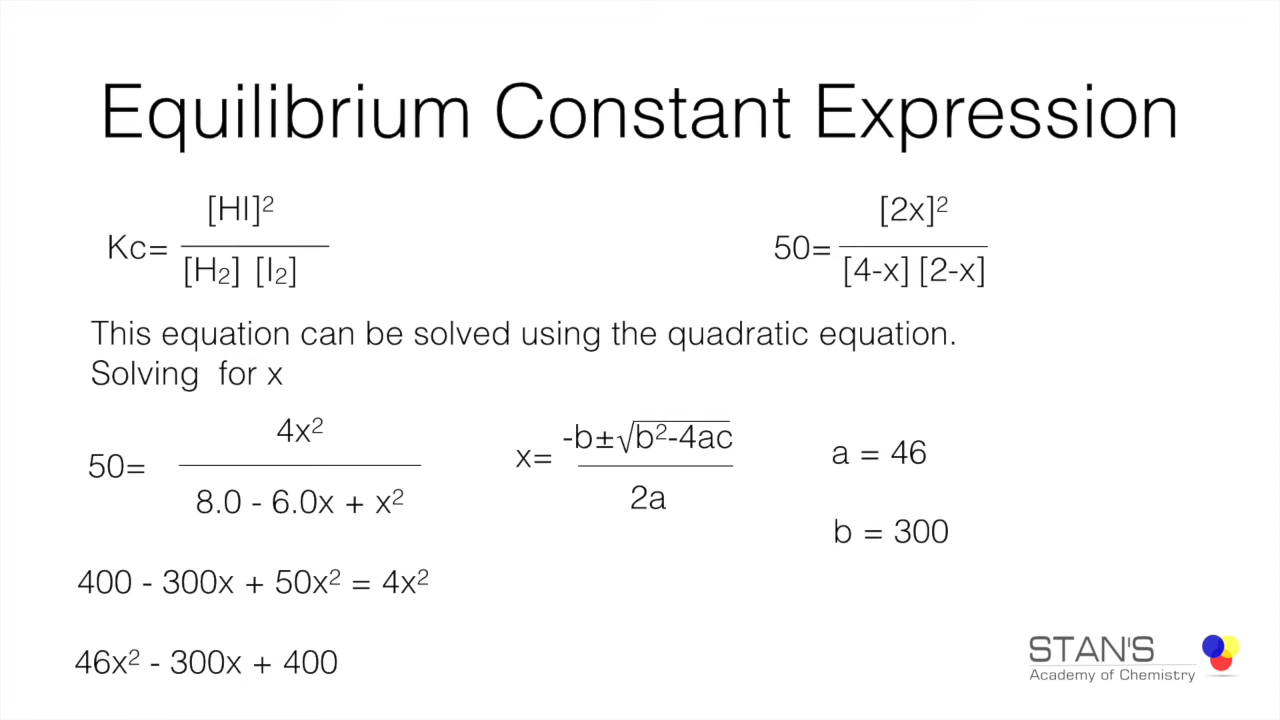 Equilibrium Constant Expression
[HI]²
Kc=
[H₂] [I₂]
[2x]²
50=
[4-x] [2-x]
This equation can be solved using the quadratic equation.
Solving for x
4x²
50=
8.0 - 6.0x + x²
-b±√b²-4ac
x=
2a
a = 46
b = 300
400 - 300x + 50x² = 4x²
46x² - 300x + 400
STAN'S
Academy of Chemistry